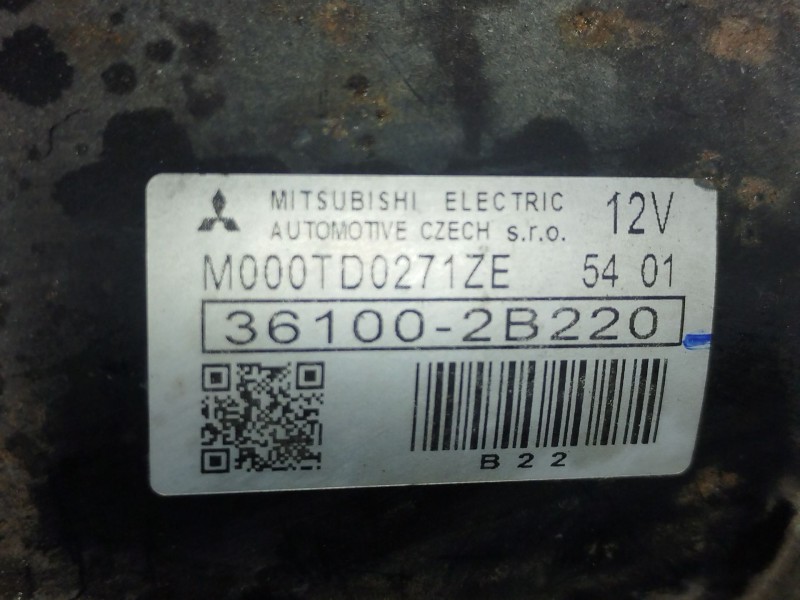 MITSUBISHI ELECTRIC 12V
AUTOMOTIVE CZECH s.r.o.
M000TD0271ZE 54 01
36100-2B220
B22